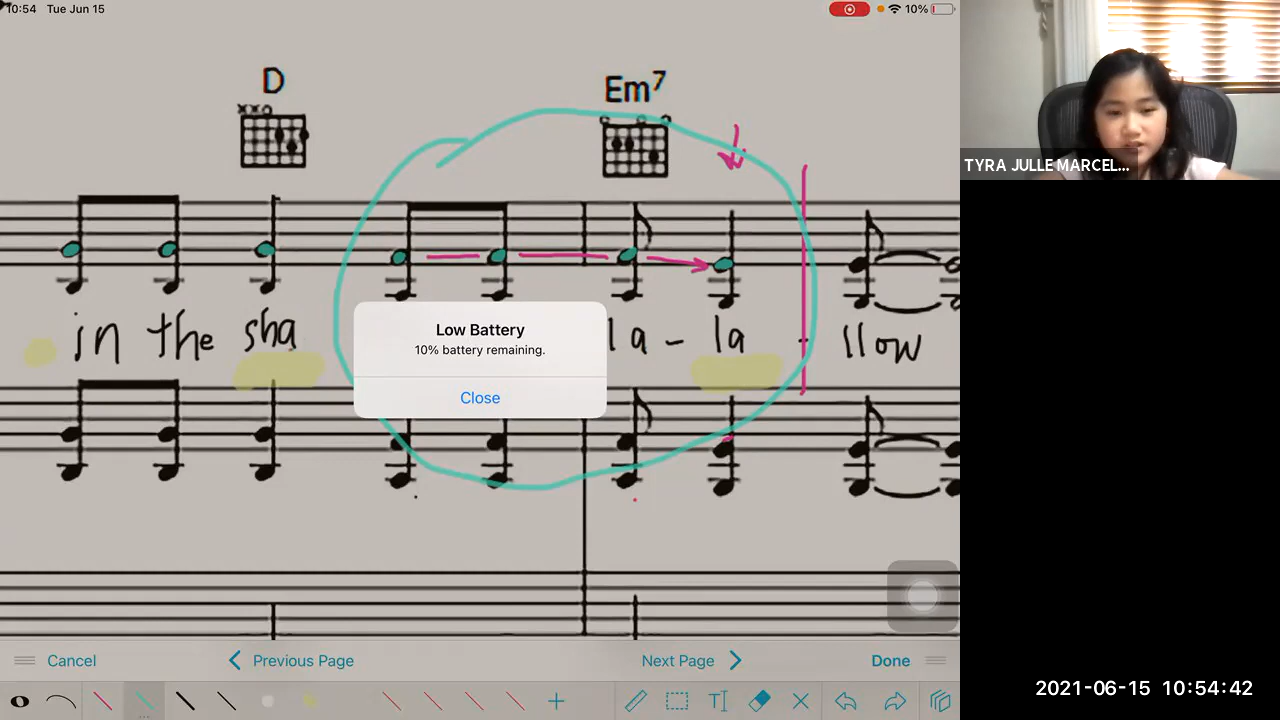 10:54 Tue Jun 15
10%
D
Em7
xxo
TYRA JULLE MARCEL...
in the sha
la - la - llow
Low Battery
10% battery remaining.
Close
Cancel
Previous Page
Next Page
Done
2021-06-15 10:54:42